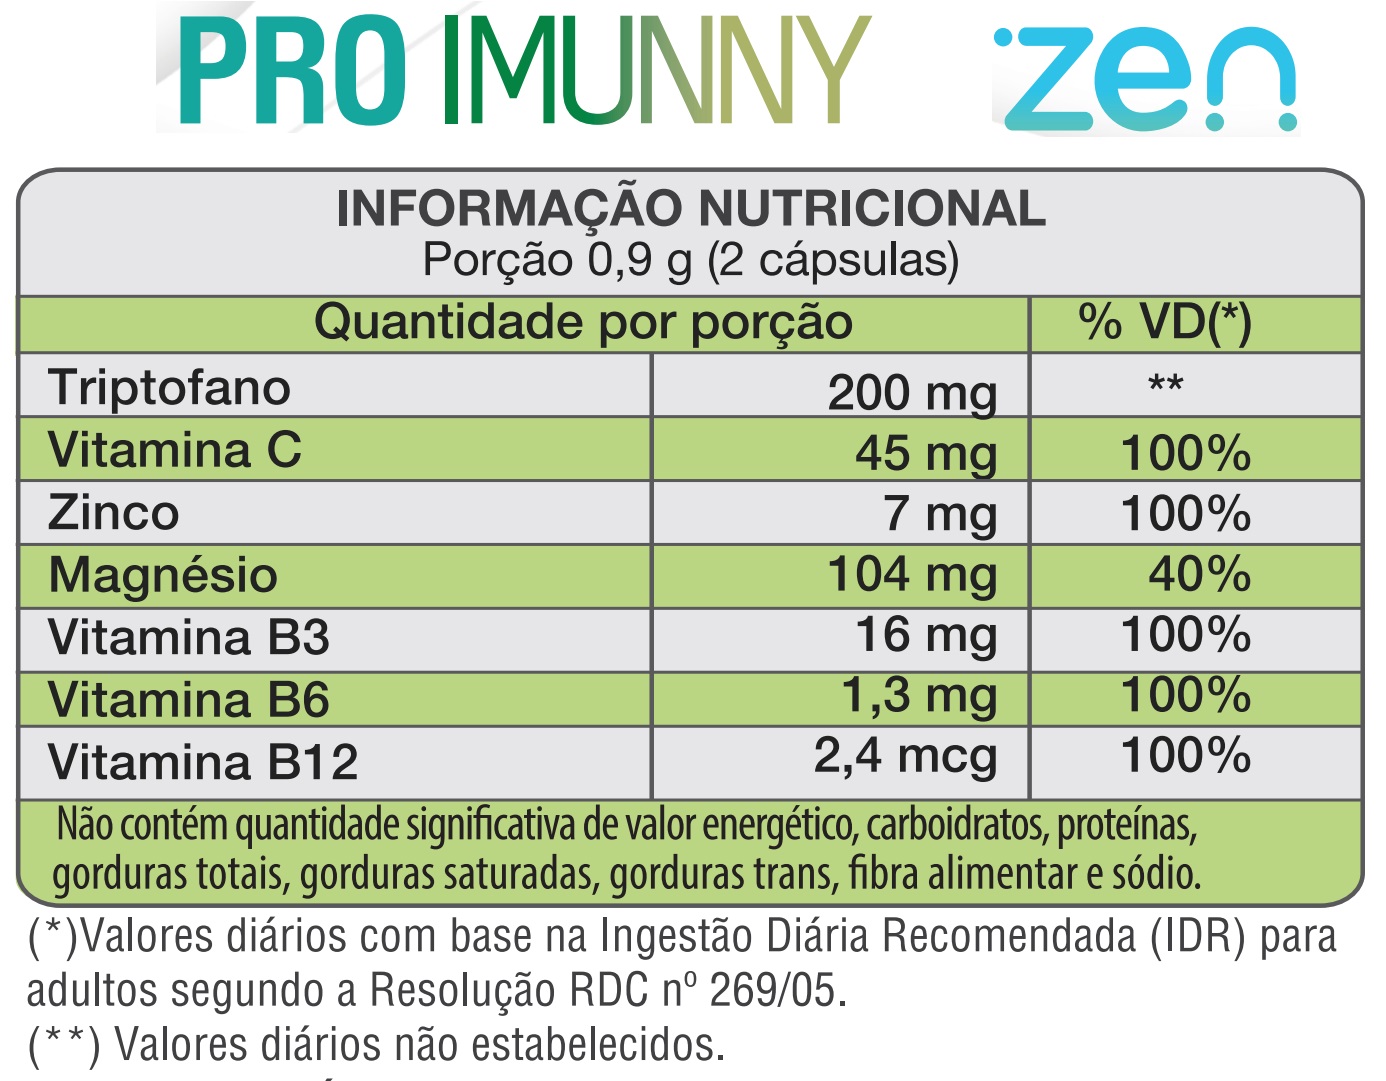 PRO IMUNNY zen
INFORMAÇÃO NUTRICIONAL
Porção 0,9 g (2 cápsulas)
Quantidade por porção % VD(*)
Triptofano 200 mg **
Vitamina C 45 mg 100%
Zinco 7 mg 100%
Magnésio 104 mg 40%
Vitamina B3 16 mg 100%
Vitamina B6 1,3 mg 100%
Vitamina B12 2,4 mcg 100%
Não contém quantidade significativa de valor energético, carboidratos, proteínas,
gorduras totais, gorduras saturadas, gorduras trans, fibra alimentar e sódio.
(*)Valores diários com base na Ingestão Diária Recomendada (IDR) para
adultos segundo a Resolução RDC nº 269/05.
(**) Valores diários não estabelecidos.